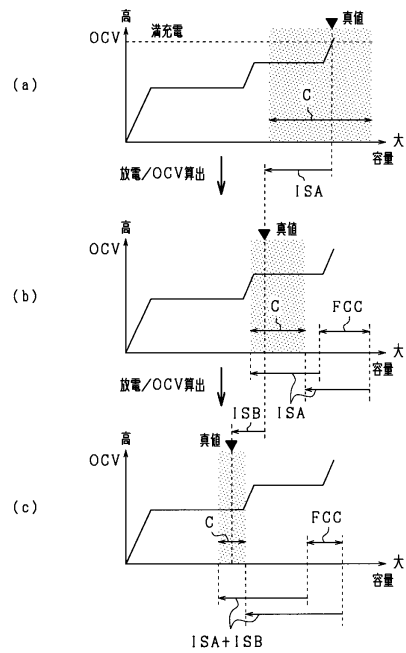 高
OCV
満充電
真値
(a)
C
大
容量
放電/OCV算出
ISA
高
OCV
真値
(b)
C
FCC
大
容量
放電/OCV算出
ISB
ISA
高
OCV
真値
(c)
C
FCC
大
容量
ISA+ISB